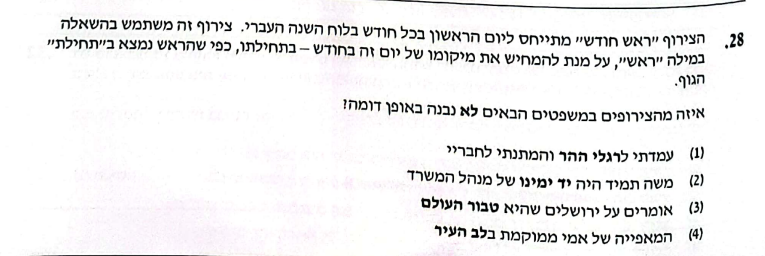 28. הצירוף "ראש חודש" מתייחס ליום הראשון בכל חודש בלוח השנה העברי. צירוף זה משתמש בהשאלה
במילה "ראש", על מנת להמחיש את מיקומו של יום זה בחודש – בתחילתו, כפי שהראש נמצא ב"תחילת"
הגוף.
איזה מהצירופים במשפטים הבאים לא נבנה באופן דומה?
(1) עמדתי לרגלי ההר והמתנתי לחבריי
(2) משה תמיד היה יד ימינו של מנהל המשרד
(3) אומרים על ירושלים שהיא טבור העולם
(4) המאפייה של אמי ממוקמת בלב העיר